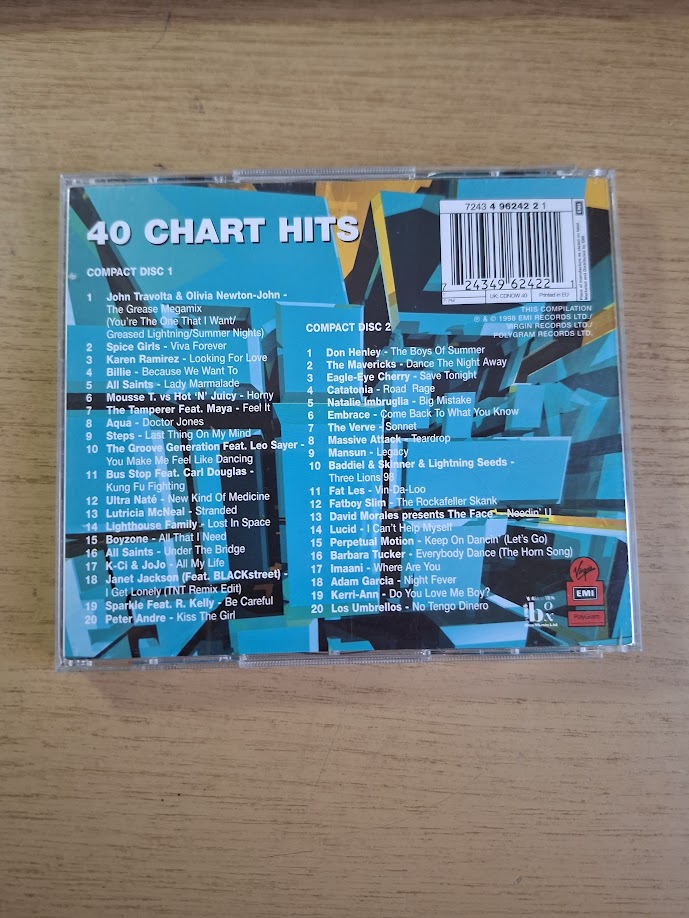 40 CHART HITS
7243 4 96242 2 1
7 24349 62422 1
UK: CDNOW 40
Printed in EU
EMI
THIS COMPILATION
℗ & © 1998 EMI RECORDS LTD./
VIRGIN RECORDS LTD./
POLYGRAM RECORDS LTD.
COMPACT DISC 1
1 John Travolta & Olivia Newton-John -
The Grease Megamix
(You're The One That I Want/
Greased Lightning/Summer Nights)
2 Spice Girls - Viva Forever
3 Karen Ramirez - Looking For Love
4 Billie - Because We Want To
5 All Saints - Lady Marmalade
6 Mousse T. vs Hot 'N' Juicy - Horny
7 The Tamperer Feat. Maya - Feel It
8 Aqua - Doctor Jones
9 Steps - Last Thing On My Mind
10 The Groove Generation Feat. Leo Sayer -
You Make Me Feel Like Dancing
11 Bus Stop Feat. Carl Douglas -
Kung Fu Fighting
12 Ultra Naté - New Kind Of Medicine
13 Lutricia McNeal - Stranded
14 Lighthouse Family - Lost In Space
15 Boyzone - All That I Need
16 All Saints - Under The Bridge
17 K-Ci & JoJo - All My Life
18 Janet Jackson (Feat. BLACKstreet) -
I Get Lonely (TNT Remix Edit)
19 Sparkle Feat. R. Kelly - Be Careful
20 Peter Andre - Kiss The Girl
COMPACT DISC 2
1 Don Henley - The Boys Of Summer
2 The Mavericks - Dance The Night Away
3 Eagle-Eye Cherry - Save Tonight
4 Catatonia - Road Rage
5 Natalie Imbruglia - Big Mistake
6 Embrace - Come Back To What You Know
7 The Verve - Sonnet
8 Massive Attack - Teardrop
9 Mansun - Legacy
10 Baddiel & Skinner & Lightning Seeds -
Three Lions 98
11 Fat Les - Vin-Da-Loo
12 Fatboy Slim - The Rockafeller Skank
13 David Morales presents The Face - Needin' U
14 Lucid - I Can't Help Myself
15 Perpetual Motion - Keep On Dancin' (Let's Go)
16 Barbara Tucker - Everybody Dance (The Horn Song)
17 Imaani - Where Are You
18 Adam Garcia - Night Fever
19 Kerri-Ann - Do You Love Me Boy?
20 Los Umbrellos - No Tengo Dinero
box
Virgin
EMI
PolyGram